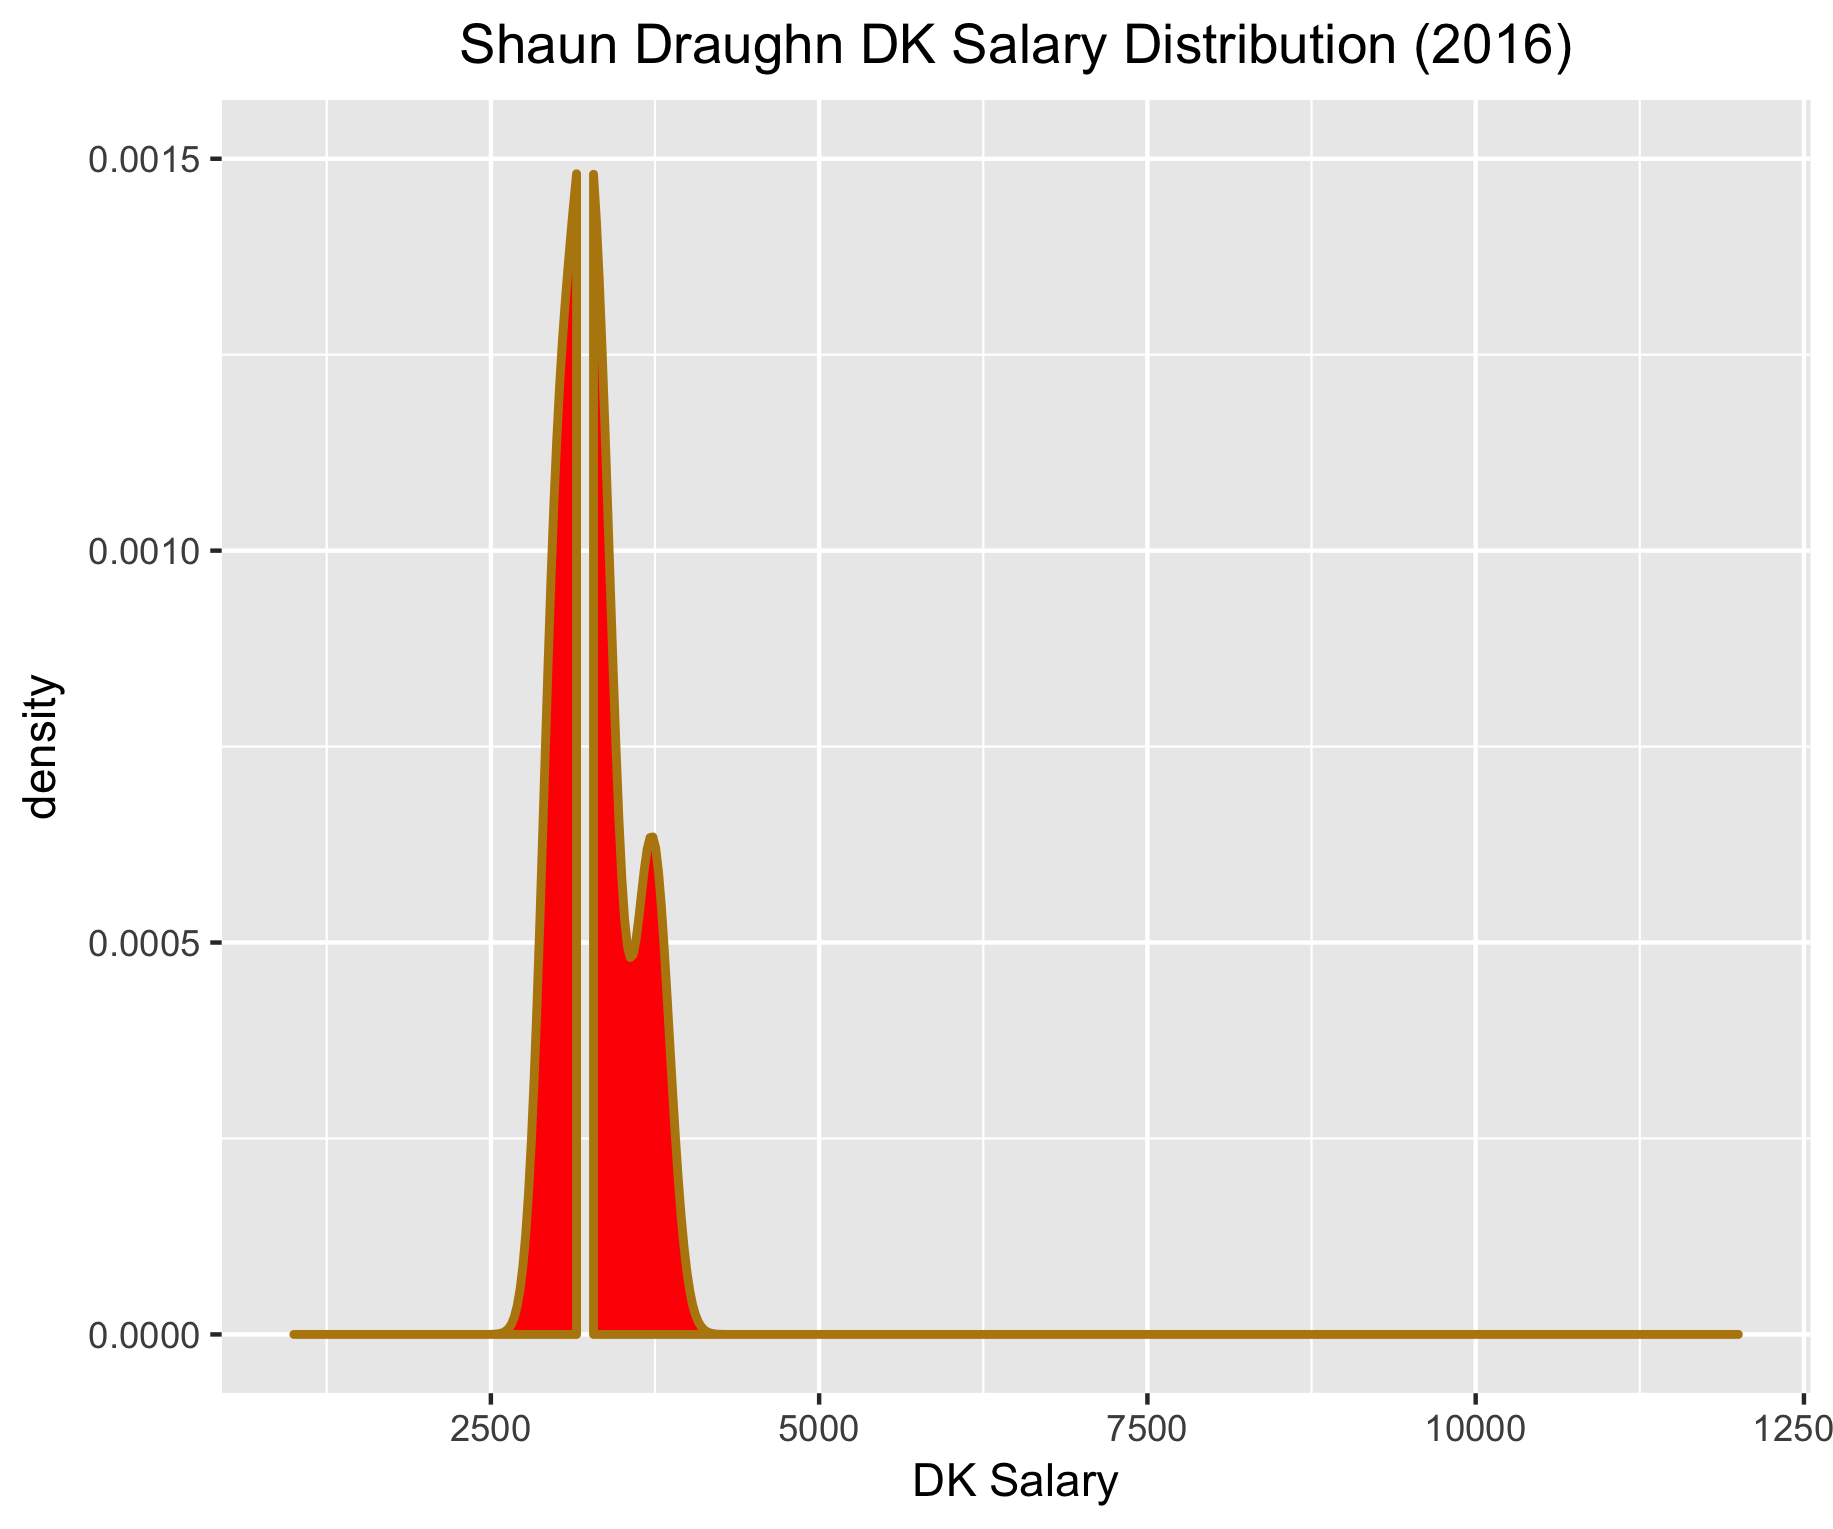 Shaun Draughn DK Salary Distribution (2016)
0.0015
0.0010
0.0005
0.0000
density
2500 5000 7500 10000 1250
DK Salary